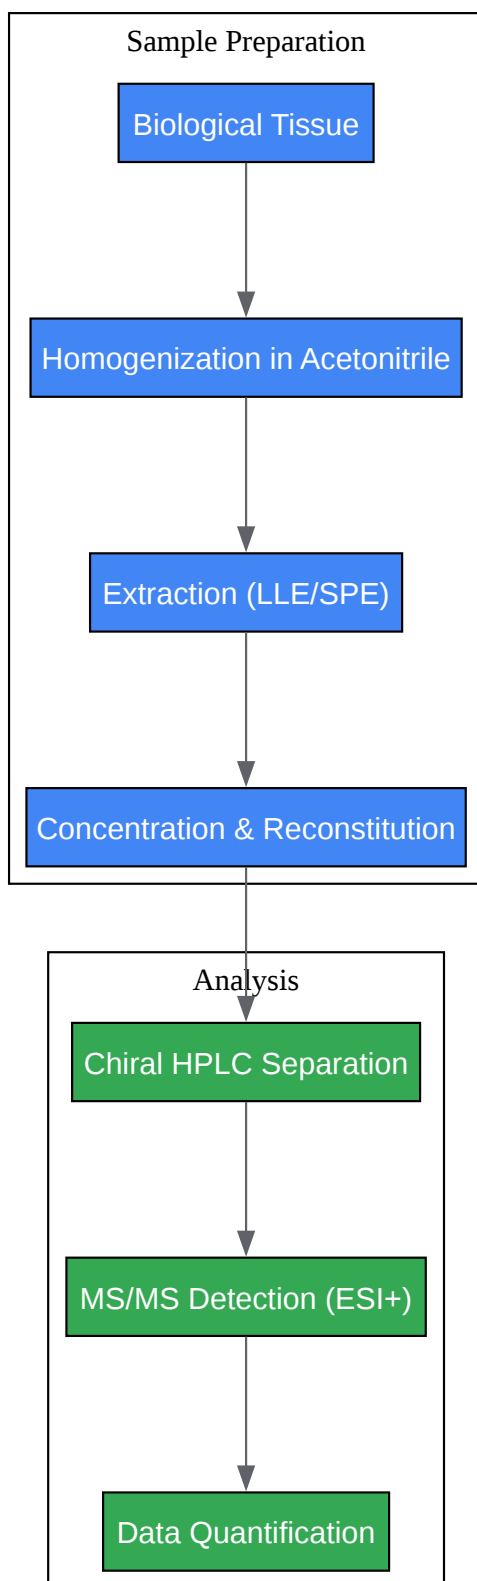 Sample Preparation
Biological Tissue
Homogenization in Acetonitrile
Extraction (LLE/SPE)
Concentration & Reconstitution
Analysis
Chiral HPLC Separation
MS/MS Detection (ESI+)
Data Quantification